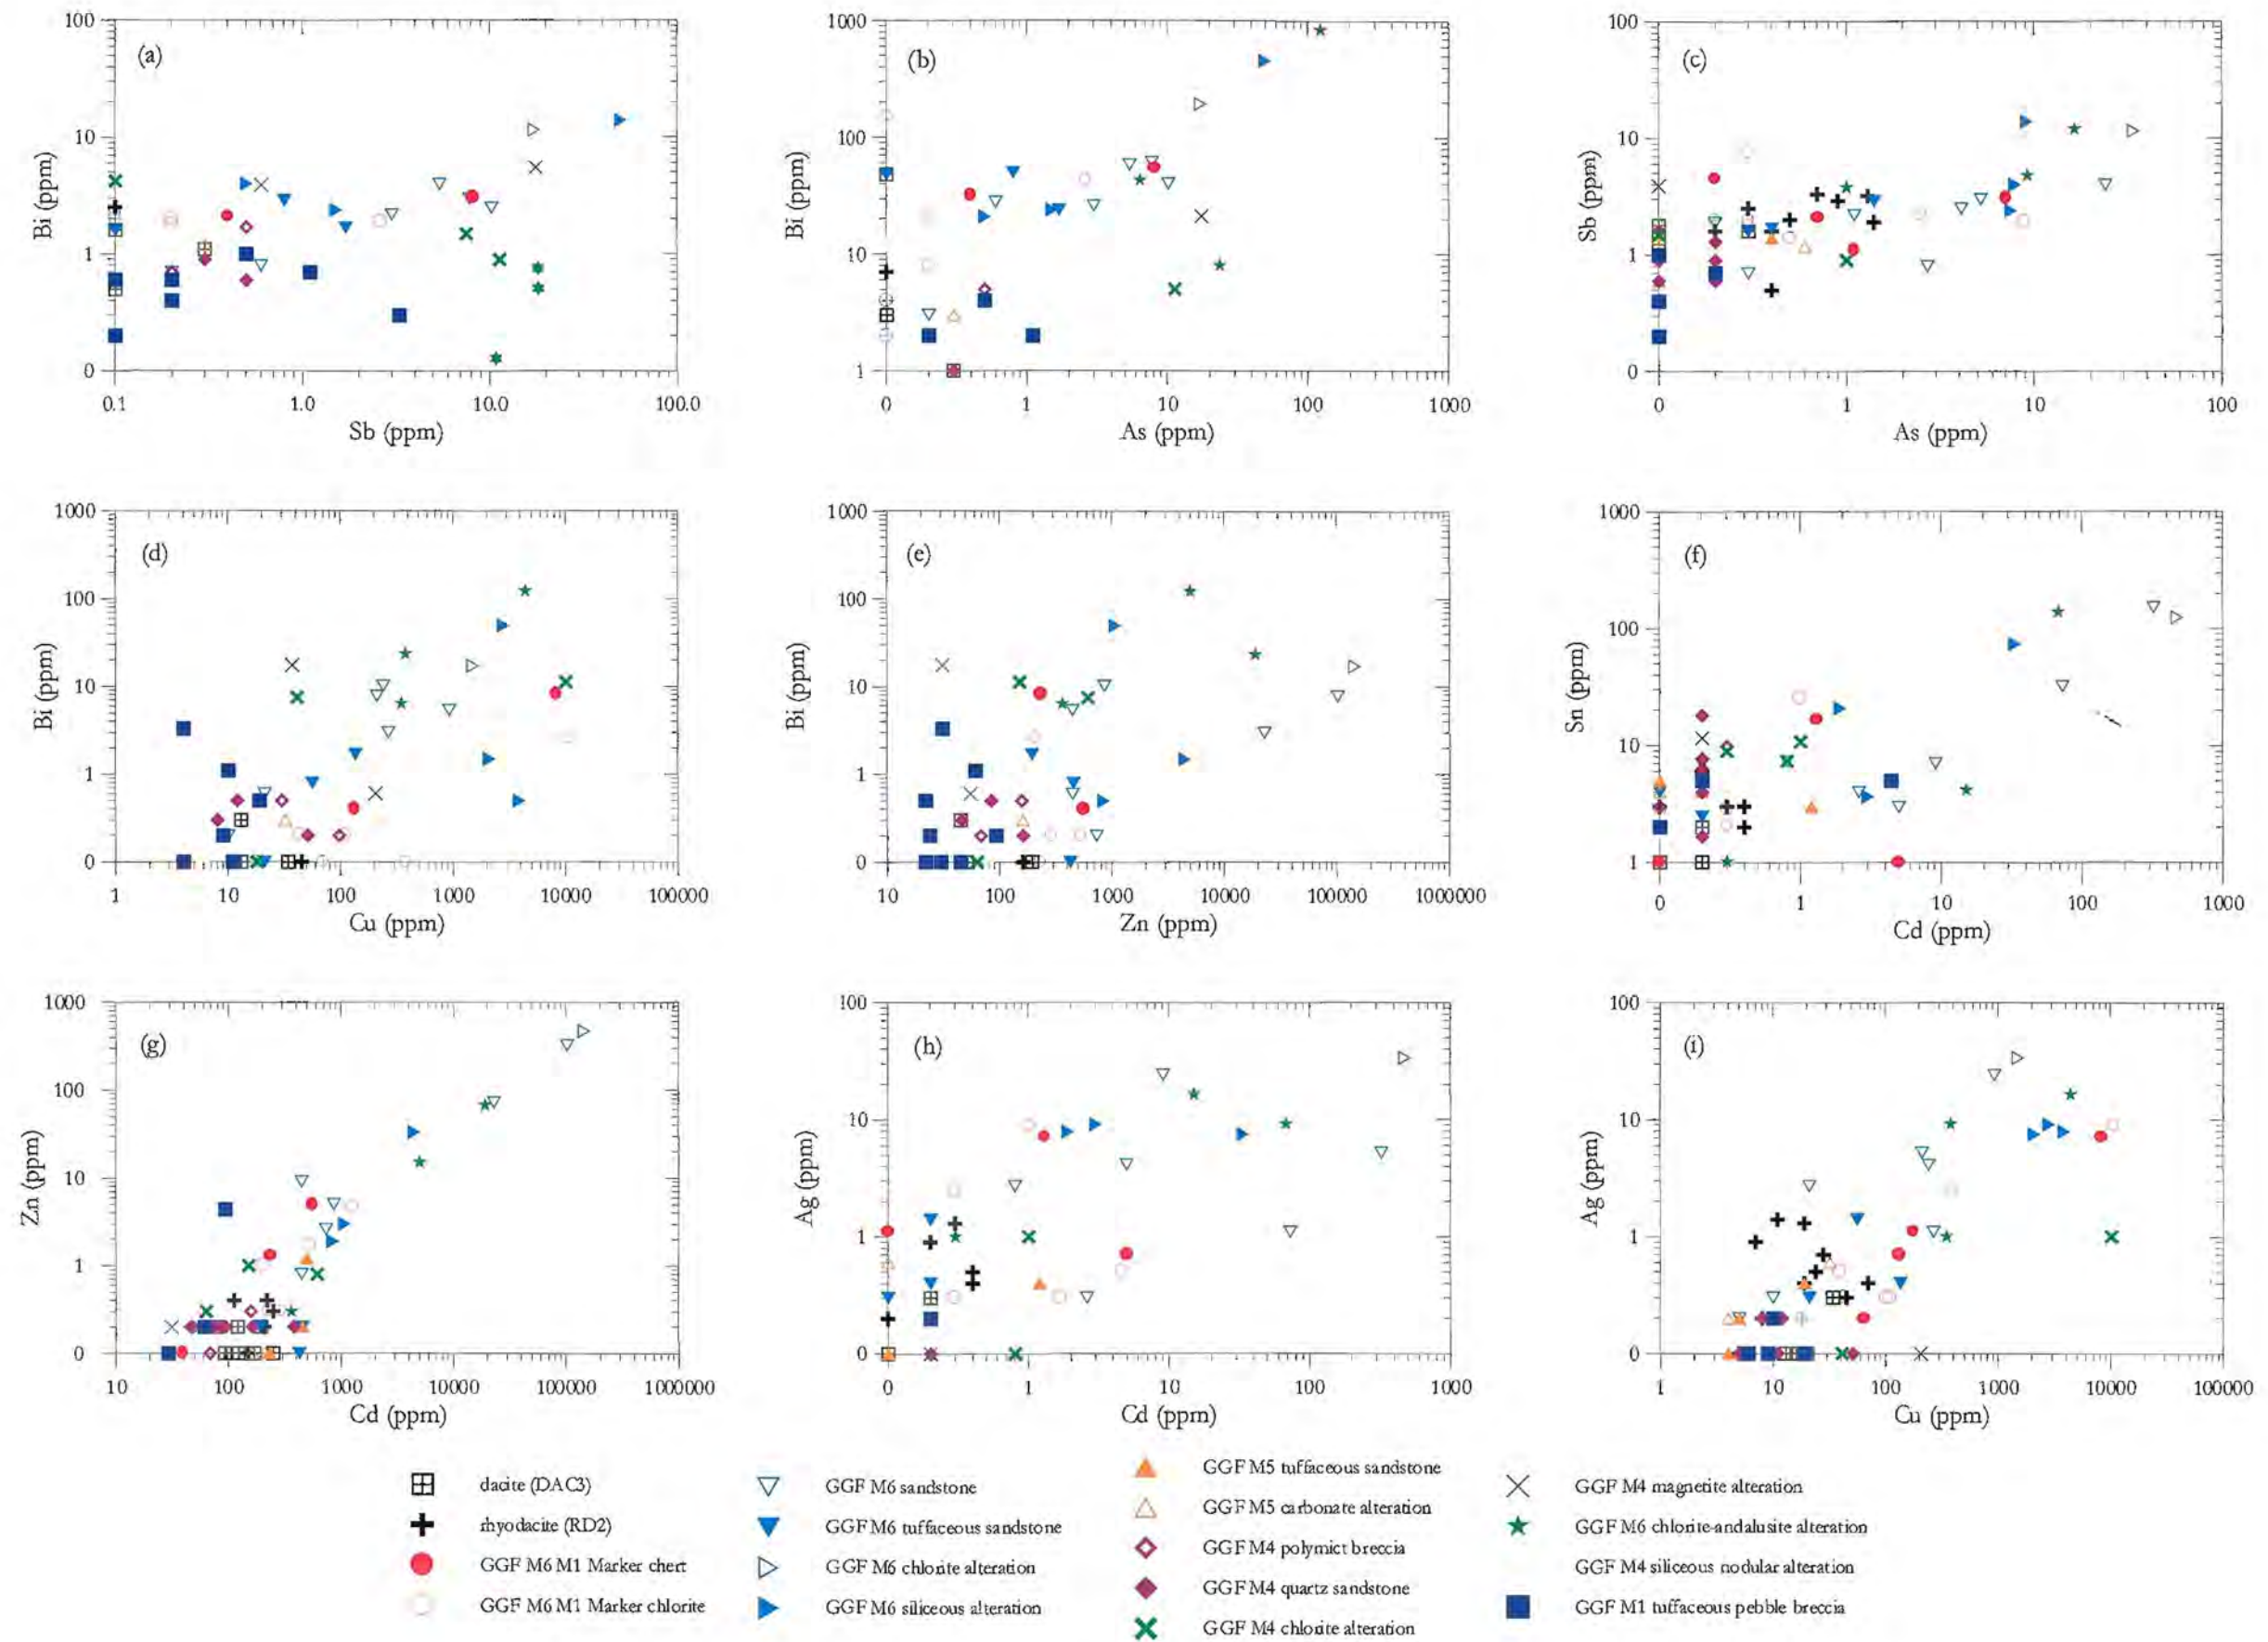 100
(a)
10
Bi (ppm)
1
0
0.1 1.0 10.0 100.0
Sb (ppm)
1000
(b)
100
Bi (ppm)
10
1
0 1 10 100 1000
As (ppm)
100
(c)
10
Sb (ppm)
1
0
0 1 10 100
As (ppm)
1000
(d)
100
Bi (ppm)
10
1
0
1 10 100 1000 10000 100000
Cu (ppm)
1000
(e)
100
Bi (ppm)
10
1
0
10 100 1000 10000 100000 1000000
Zn (ppm)
1000
(f)
100
Sn (ppm)
10
1
0 1 10 100 1000
Cd (ppm)
1000
(g)
100
Zn (ppm)
10
1
0
10 100 1000 10000 100000 1000000
Cd (ppm)
100
(h)
10
Ag (ppm)
1
0
0 1 10 100 1000
Cd (ppm)
100
(i)
10
Ag (ppm)
1
0
1 10 100 1000 10000 100000
Cu (ppm)
dacite (DAC3)
rhyodacite (RD2)
GGF M6 M1 Marker chert
GGF M6 M1 Marker chlorite
GGF M6 sandstone
GGF M6 tuffaceous sandstone
GGF M6 chlorite alteration
GGF M6 siliceous alteration
GGF M5 tuffaceous sandstone
GGF M5 carbonate alteration
GGF M4 polymict breccia
GGF M4 quartz sandstone
GGF M4 chlorite alteration
GGF M4 magnetite alteration
GGF M6 chlorite-andalusite alteration
GGF M4 siliceous nodular alteration
GGF M1 tuffaceous pebble breccia